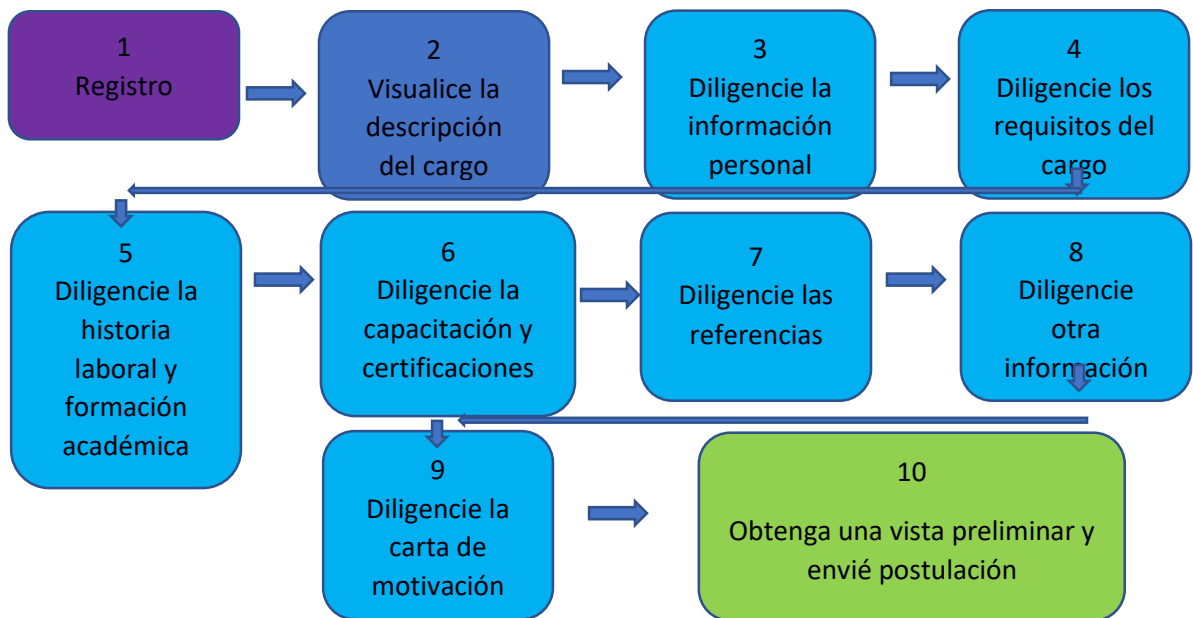 1
Registro
2
Visualice la
descripción
del cargo
3
Diligencie la
información
personal
4
Diligencie los
requisitos del
cargo
5
Diligencie la
historia
laboral y
formación
académica
6
Diligencie la
capacitación y
certificaciones
7
Diligencie las
referencias
8
Diligencie
otra
información
9
Diligencie la
carta de
motivación
10
Obtenga una vista preliminar y
envié postulación